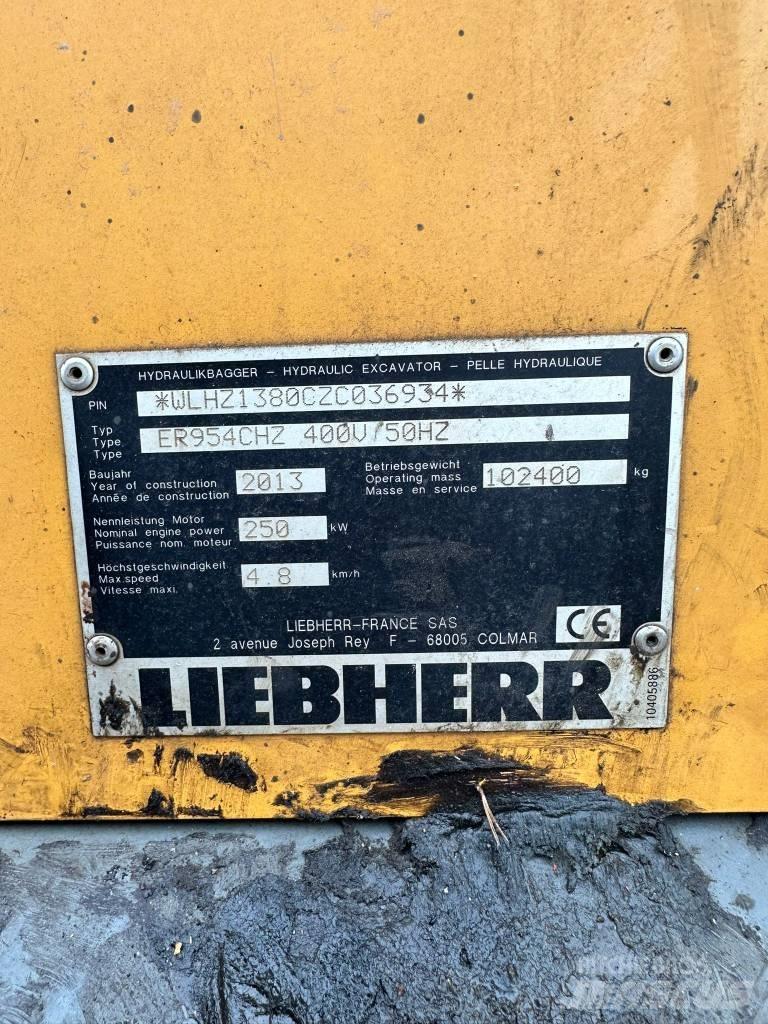 HYDRAULIKBAGGER - HYDRAULIC EXCAVATOR - PELLE HYDRAULIQUE
PIN *WLHZ1380CZC036934*
Typ
Type ER954CHZ 400V/50HZ
Type
Baujahr
Year of construction 2013
Année de construction
Betriebsgewicht
Operating mass 102400 kg
Masse en service
Nennleistung Motor
Nominal engine power 250 kW
Puissance nom. moteur
Höchstgeschwindigkeit
Max.speed 4.8 km/h
Vitesse maxi.
LIEBHERR-FRANCE SAS
2 avenue Joseph Rey F - 68005 COLMAR
CE
LIEBHERR
10405886